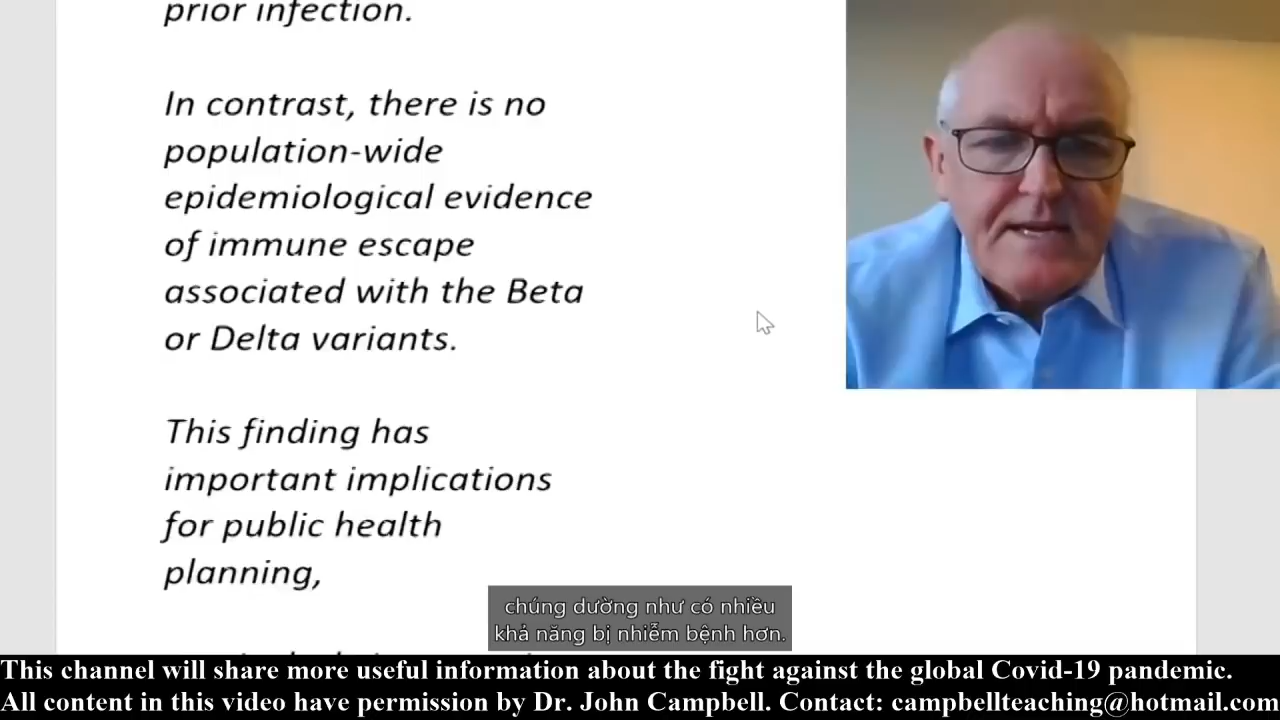 prior infection.
In contrast, there is no
population-wide
epidemiological evidence
of immune escape
associated with the Beta
or Delta variants.
This finding has
important implications
for public health
planning,
chúng dường như có nhiều
khả năng bị nhiễm bệnh hơn.
This channel will share more useful information about the fight against the global Covid-19 pandemic.
All content in this video have permission by Dr. John Campbell. Contact: campbellteaching@hotmail.com